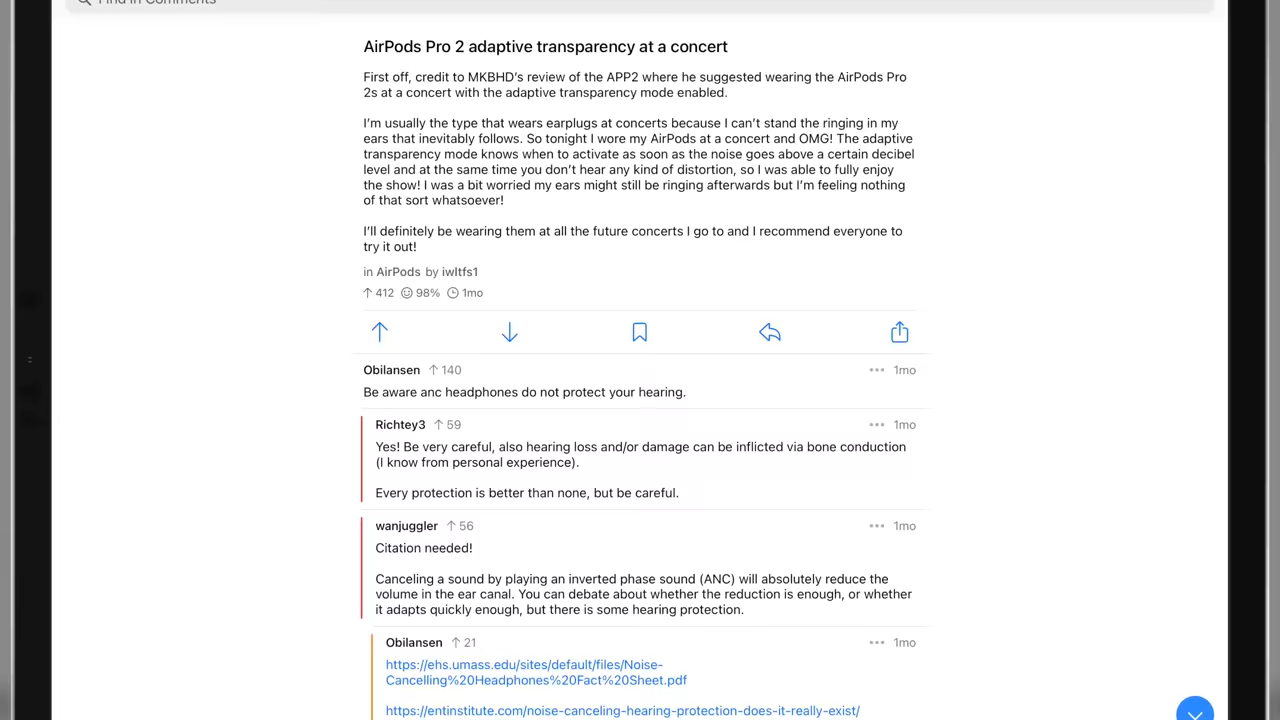 Find in Comments
AirPods Pro 2 adaptive transparency at a concert
First off, credit to MKBHD’s review of the APP2 where he suggested wearing the AirPods Pro
2s at a concert with the adaptive transparency mode enabled.
I’m usually the type that wears earplugs at concerts because I can’t stand the ringing in my
ears that inevitably follows. So tonight I wore my AirPods at a concert and OMG! The adaptive
transparency mode knows when to activate as soon as the noise goes above a certain decibel
level and at the same time you don’t hear any kind of distortion, so I was able to fully enjoy
the show! I was a bit worried my ears might still be ringing afterwards but I’m feeling nothing
of that sort whatsoever!
I’ll definitely be wearing them at all the future concerts I go to and I recommend everyone to
try it out!
in AirPods by iwltfs1
412 98% 1mo
Obilansen 140 1mo
Be aware anc headphones do not protect your hearing.
Richtey3 59 1mo
Yes! Be very careful, also hearing loss and/or damage can be inflicted via bone conduction
(I know from personal experience).
Every protection is better than none, but be careful.
wanjuggler 56 1mo
Citation needed!
Canceling a sound by playing an inverted phase sound (ANC) will absolutely reduce the
volume in the ear canal. You can debate about whether the reduction is enough, or whether
it adapts quickly enough, but there is some hearing protection.
Obilansen 21 1mo
https://ehs.umass.edu/sites/default/files/Noise-
Cancelling%20Headphones%20Fact%20Sheet.pdf
https://entinstitute.com/noise-canceling-hearing-protection-does-it-really-exist/